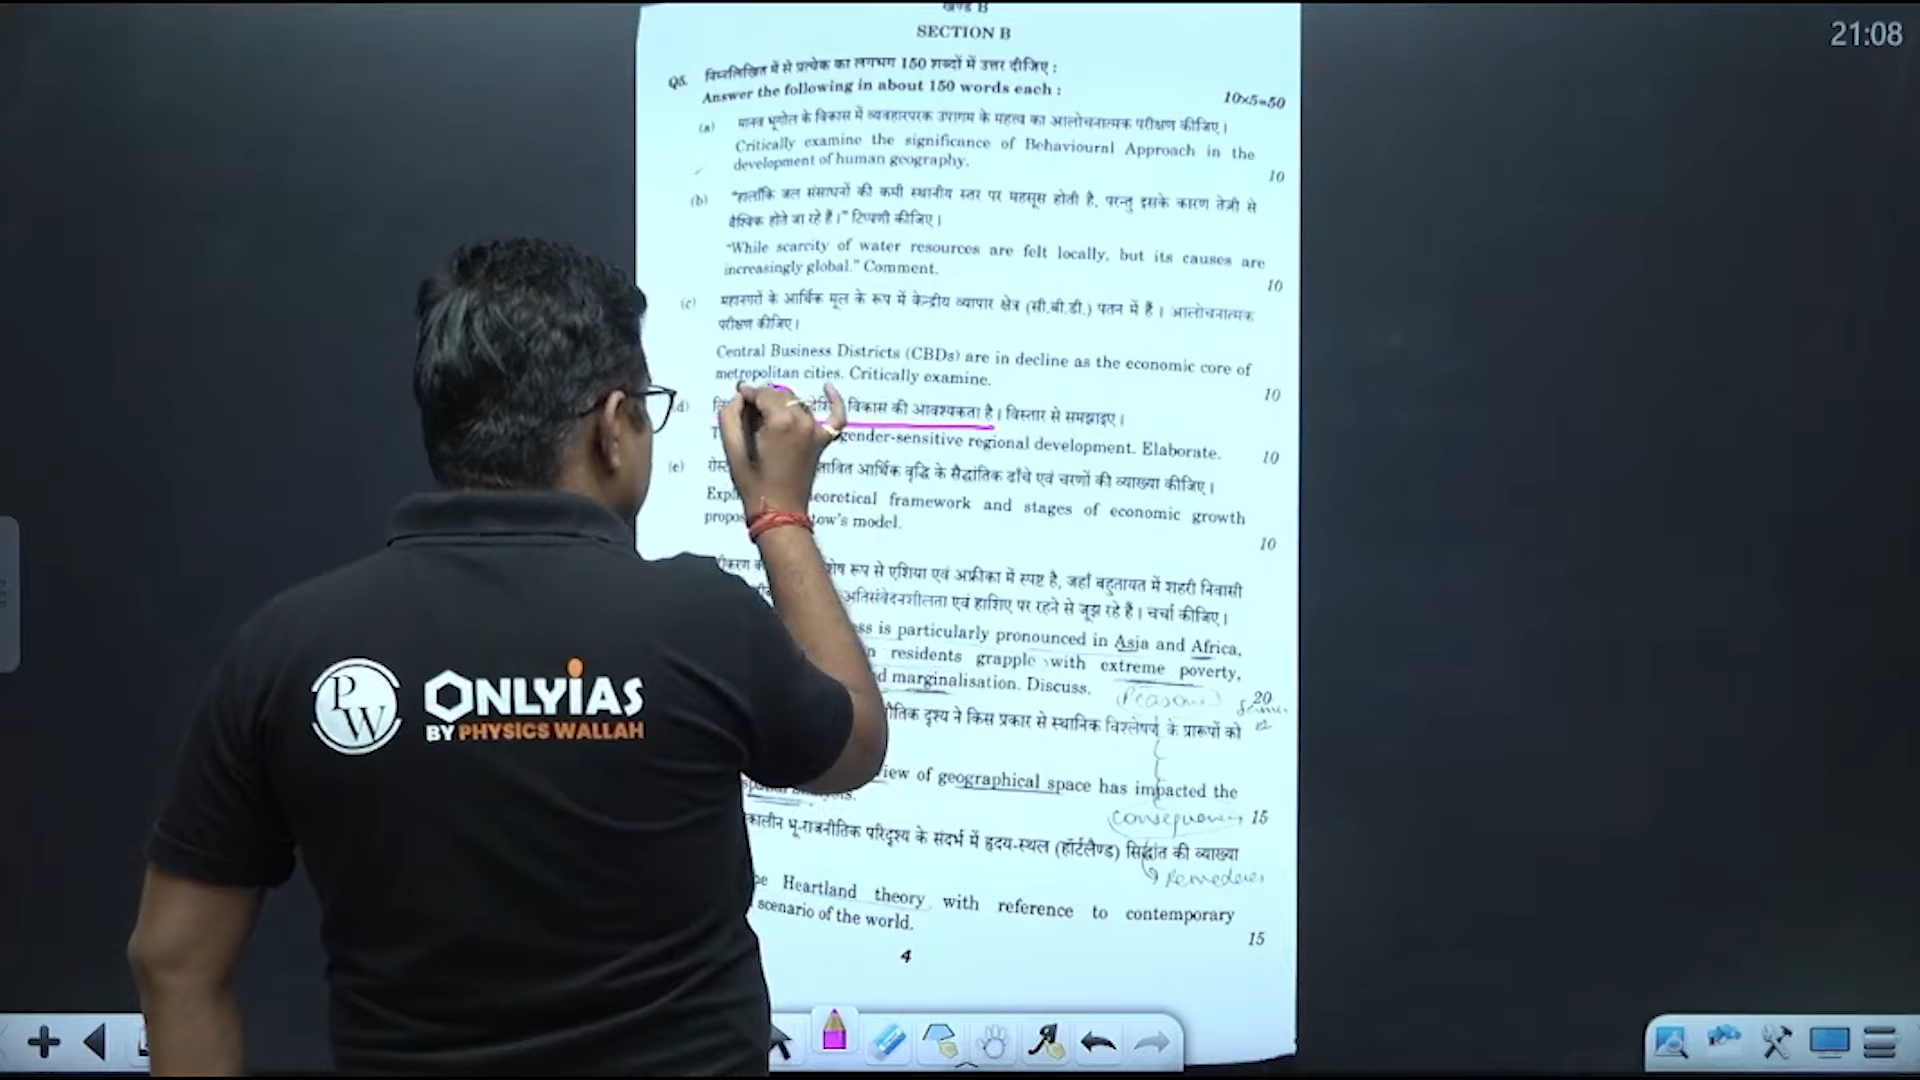 खण्ड B
SECTION B
21:08
Q5. निम्नलिखित में से प्रत्येक का लगभग 150 शब्दों में उत्तर दीजिए :
Answer the following in about 150 words each :
10×5=50
(a) मानव भूगोल के विकास में व्यवहारपरक उपागम के महत्व का आलोचनात्मक परीक्षण कीजिए ।
Critically examine the significance of Behavioural Approach in the
development of human geography.
10
(b) "हालाँकि जल संसाधनों की कमी स्थानीय स्तर पर महसूस होती है, परन्तु इसके कारण तेज़ी से
वैश्विक होते जा रहे हैं ।" टिप्पणी कीजिए ।
"While scarcity of water resources are felt locally, but its causes are
increasingly global." Comment.
10
(c) महानगरों के आर्थिक मूल के रूप में केन्द्रीय व्यापार क्षेत्र (सी.बी.डी.) पतन में हैं । आलोचनात्मक
परीक्षण कीजिए ।
Central Business Districts (CBDs) are in decline as the economic core of
metropolitan cities. Critically examine.
10
(d) विकास की आवश्यकता है । विस्तार से समझाइए ।
gender-sensitive regional development. Elaborate.
10
(e) आर्थिक वृद्धि के सैद्धांतिक ढाँचे एवं चरणों की व्याख्या कीजिए ।
framework and stages of economic growth
model.
10
रूप से एशिया एवं अफ्रीका में स्पष्ट है, जहाँ बहुतायत में शहरी निवासी
अतिसंवेदनशीलता एवं हाशिए पर रहने से जूझ रहे हैं । चर्चा कीजिए ।
is particularly pronounced in Asia and Africa,
residents grapple with extreme poverty,
marginalisation. Discuss.
20
दृश्य ने किस प्रकार से स्थानिक विश्लेषण के प्रारूपों को
of geographical space has impacted the
spatial
consequences
15
भू-राजनीतिक परिदृश्य के संदर्भ में हृदय-स्थल (हॉर्टलैण्ड) सिद्धांत की व्याख्या
Heartland theory with reference to contemporary
scenario of the world.
15
4
PW
ONLYiAS
BY PHYSICS WALLAH